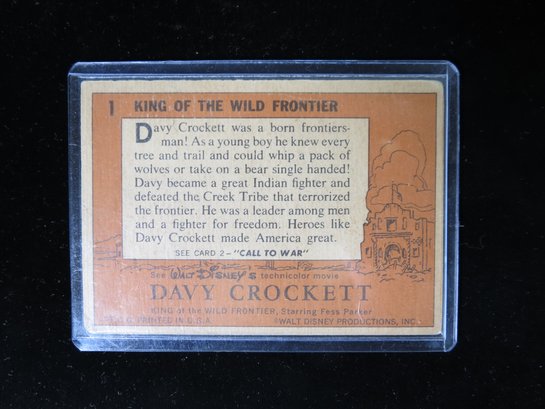 1 KING OF THE WILD FRONTIER
Davy Crockett was a born frontiers-
man! As a young boy he knew every
tree and trail and could whip a pack of
wolves or take on a bear single handed!
Davy became a great Indian fighter and
defeated the Creek Tribe that terrorized
the frontier. He was a leader among men
and a fighter for freedom. Heroes like
Davy Crockett made America great.
SEE CARD 2—"CALL TO WAR"
See WALT DISNEY'S technicolor movie
DAVY CROCKETT
KING of the WILD FRONTIER, Starring Fess Parker
PRINTED IN U.S.A. ©WALT DISNEY PRODUCTIONS, INC.